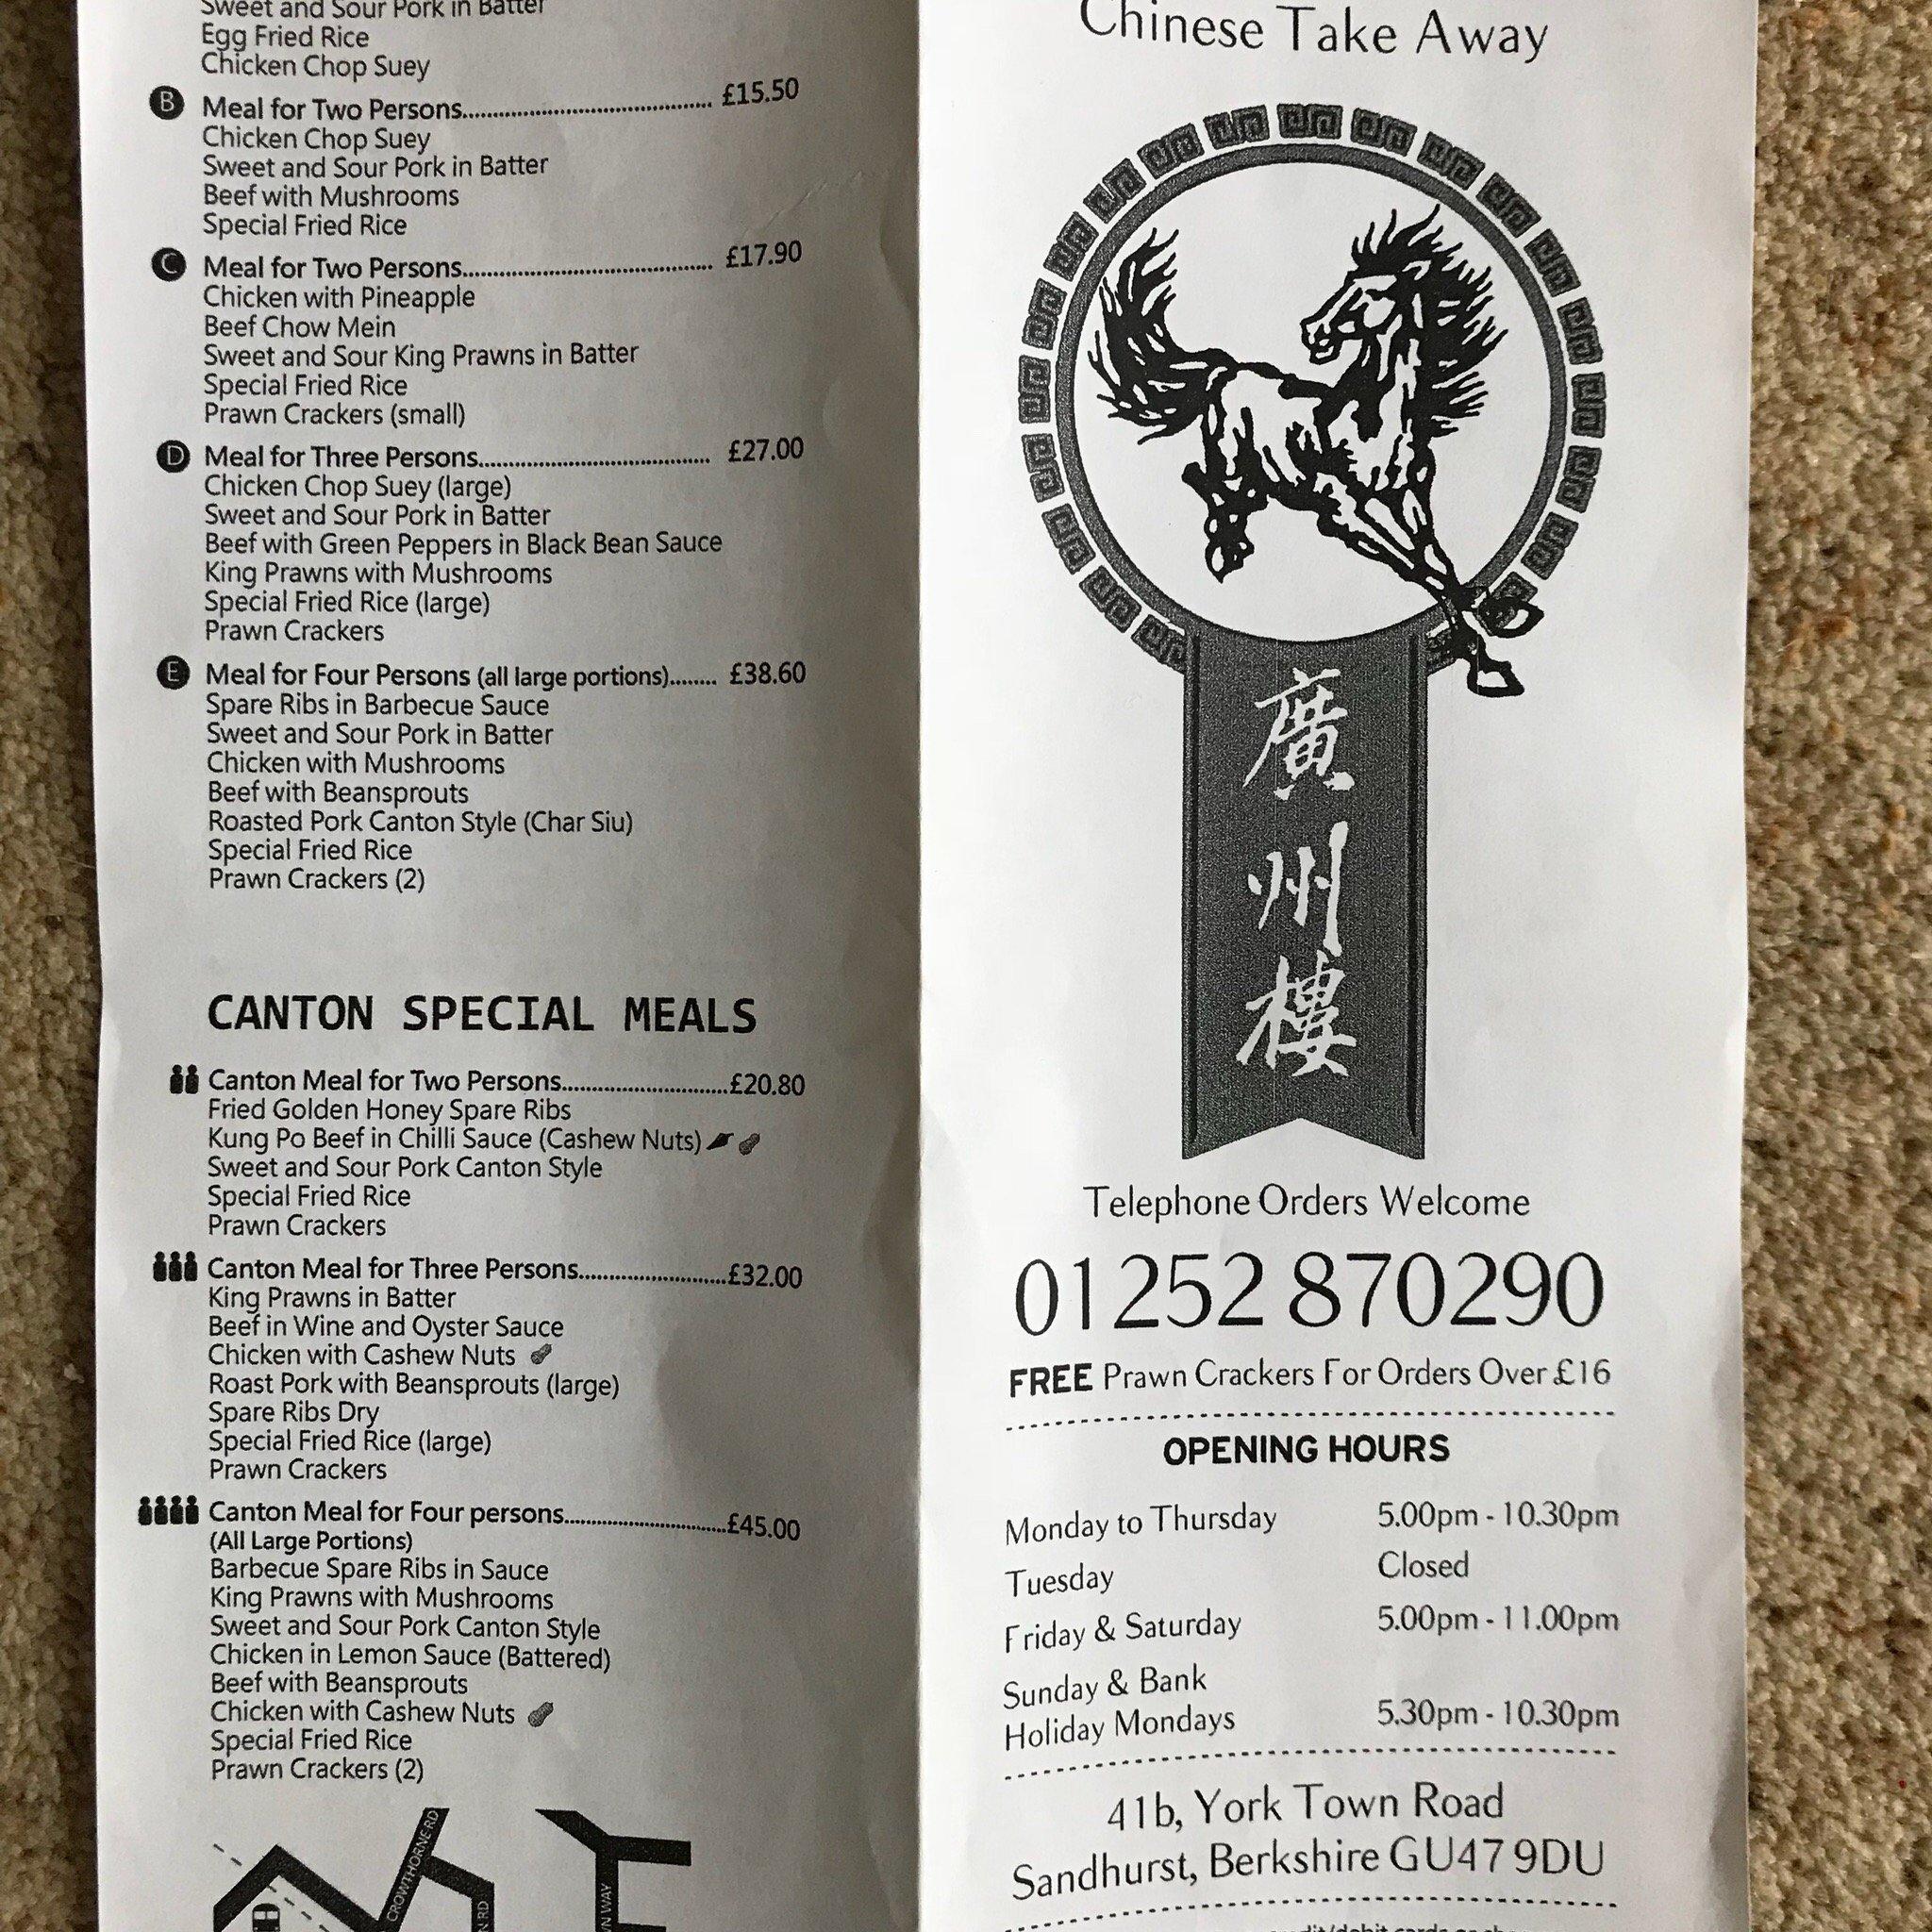 Sweet and Sour Pork in Batter
Egg Fried Rice
Chicken Chop Suey
B Meal for Two Persons.......................................... £15.50
Chicken Chop Suey
Sweet and Sour Pork in Batter
Beef with Mushrooms
Special Fried Rice
C Meal for Two Persons.......................................... £17.90
Chicken with Pineapple
Beef Chow Mein
Sweet and Sour King Prawns in Batter
Special Fried Rice
Prawn Crackers (small)
D Meal for Three Persons....................................... £27.00
Chicken Chop Suey (large)
Sweet and Sour Pork in Batter
Beef with Green Peppers in Black Bean Sauce
King Prawns with Mushrooms
Special Fried Rice (large)
Prawn Crackers
E Meal for Four Persons (all large portions)........ £38.60
Spare Ribs in Barbecue Sauce
Sweet and Sour Pork in Batter
Chicken with Mushrooms
Beef with Beansprouts
Roasted Pork Canton Style (Char Siu)
Special Fried Rice
Prawn Crackers (2)
CANTON SPECIAL MEALS
Canton Meal for Two Persons............................£20.80
Fried Golden Honey Spare Ribs
Kung Po Beef in Chilli Sauce (Cashew Nuts)
Sweet and Sour Pork Canton Style
Special Fried Rice
Prawn Crackers
Canton Meal for Three Persons.........................£32.00
King Prawns in Batter
Beef in Wine and Oyster Sauce
Chicken with Cashew Nuts
Roast Pork with Beansprouts (large)
Spare Ribs Dry
Special Fried Rice (large)
Prawn Crackers
Canton Meal for Four persons...........................£45.00
(All Large Portions)
Barbecue Spare Ribs in Sauce
King Prawns with Mushrooms
Sweet and Sour Pork Canton Style
Chicken in Lemon Sauce (Battered)
Beef with Beansprouts
Chicken with Cashew Nuts
Special Fried Rice
Prawn Crackers (2)
CROWTHORNE RD
RD
WAY
Chinese Take Away
廣
州
樓
Telephone Orders Welcome
01252 870290
FREE Prawn Crackers For Orders Over £16
OPENING HOURS
Monday to Thursday 5.00pm - 10.30pm
Tuesday Closed
Friday & Saturday 5.00pm - 11.00pm
Sunday & Bank
Holiday Mondays 5.30pm - 10.30pm
41b, York Town Road
Sandhurst, Berkshire GU47 9DU